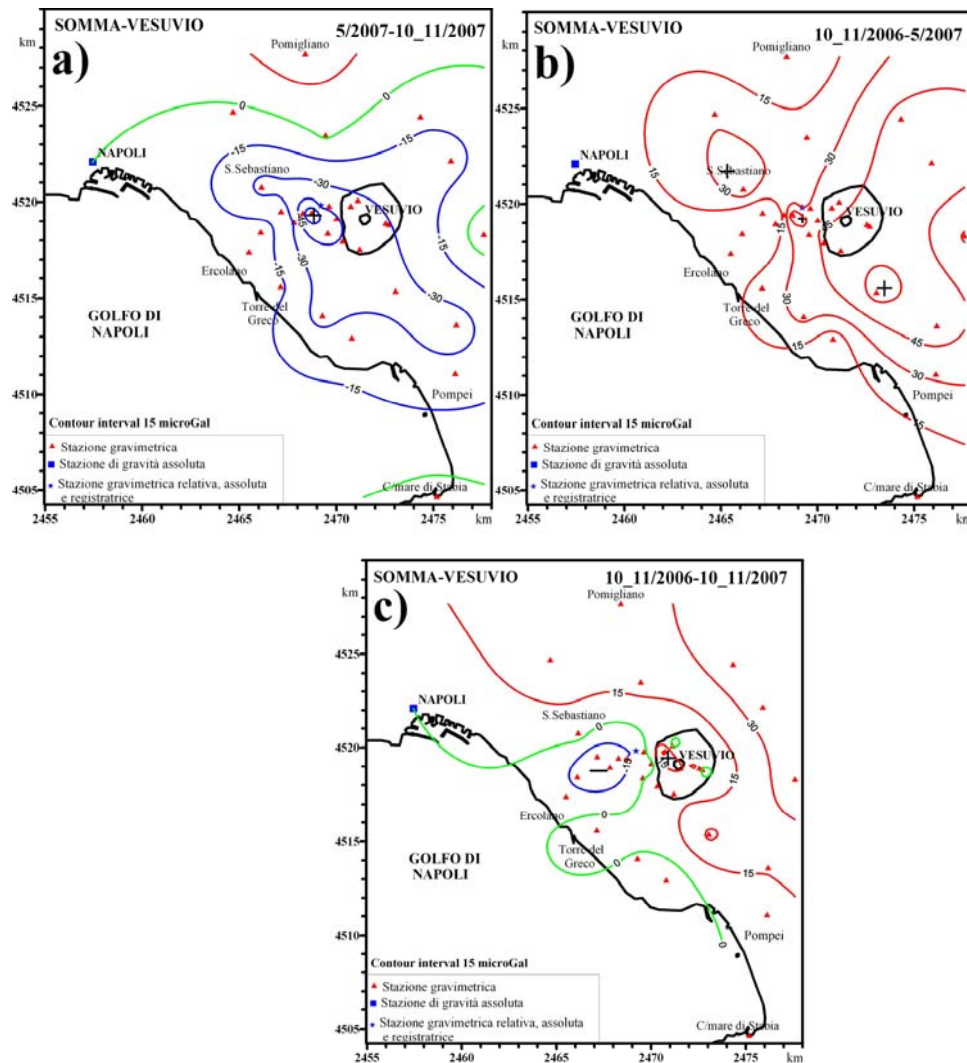 SOMMA-VESUVIO
5/2007-10_11/2007
a)
km
Pomigliano
4525
0
NAPOLI
-15
-15
S.Sebastiano
-30
4520
VESUVIO
-45
-15
-15
-30
Ercolano
4515
-30
Torre del
Greco
GOLFO DI
NAPOLI
-15
4510
Pompei
Contour interval 15 microGal
Stazione gravimetrica
Stazione di gravità assoluta
Stazione gravimetrica relativa, assoluta
e registratrice
0
C/mare di Stabia
4505
2455
2460
2465
2470
2475
km
SOMMA-VESUVIO
10_11/2006-5/2007
b)
km
Pomigliano
4525
15
30
NAPOLI
S.Sebastiano
30
4520
VESUVIO
15
45
Ercolano
4515
30
Torre del
Greco
15
45
GOLFO DI
NAPOLI
30
4510
Pompei
15
Contour interval 15 microGal
Stazione gravimetrica
Stazione di gravità assoluta
Stazione gravimetrica relativa, assoluta
e registratrice
C/mare di Stabia
4505
2455
2460
2465
2470
2475
km
SOMMA-VESUVIO
10_11/2006-10_11/2007
c)
km
Pomigliano
4525
15
30
NAPOLI
S.Sebastiano
0
4520
VESUVIO
-15
15
15
Ercolano
0
4515
Torre del
Greco
0
15
GOLFO DI
NAPOLI
0
4510
Pompei
Contour interval 15 microGal
Stazione gravimetrica
Stazione di gravità assoluta
Stazione gravimetrica relativa, assoluta
e registratrice
C/mare di Stabia
4505
2455
2460
2465
2470
2475
km